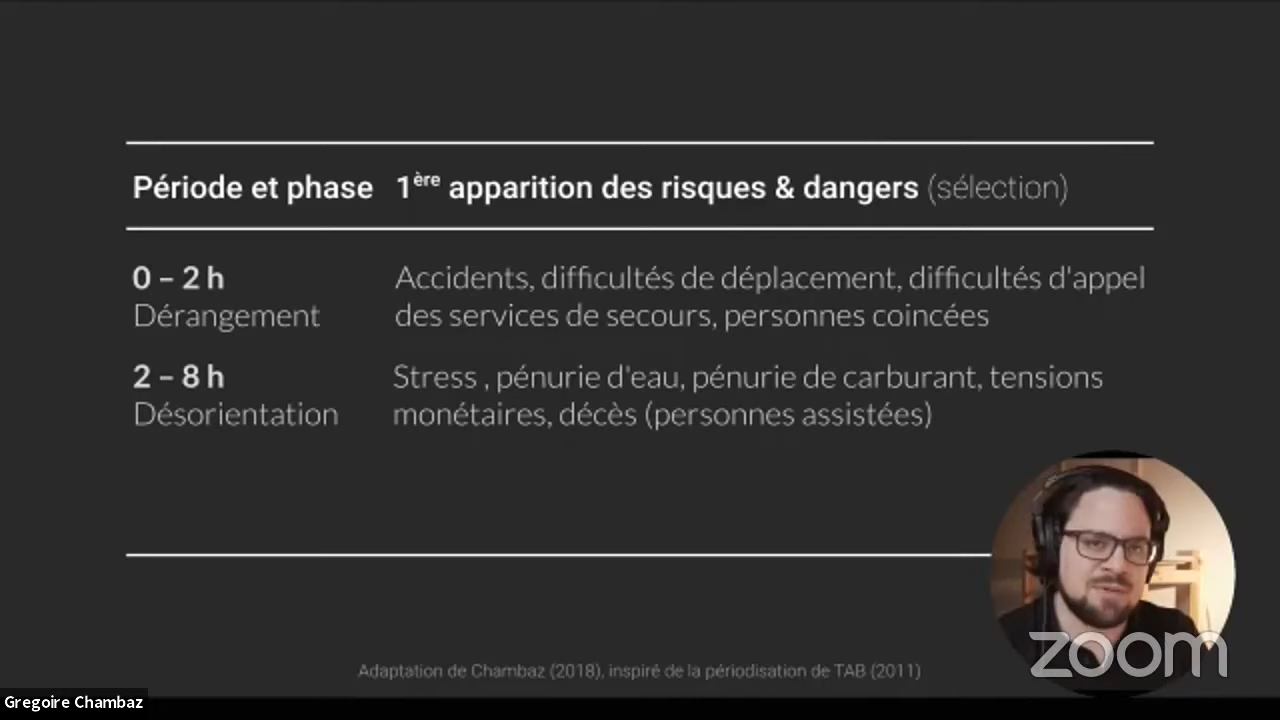 Période et phase 1ère apparition des risques & dangers (sélection)
0 – 2 h Accidents, difficultés de déplacement, difficultés d'appel
Dérangement des services de secours, personnes coincées
2 – 8 h Stress , pénurie d'eau, pénurie de carburant, tensions
Désorientation monétaires, décès (personnes assistées)
zoom
Adaptation de Chambaz (2018), inspiré de la périodisation de TAB (2011)
Gregoire Chambaz